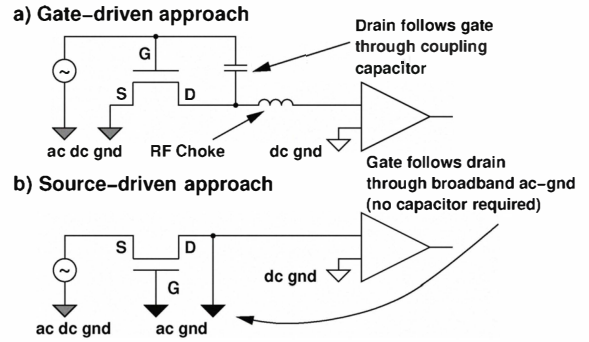 a) Gate-driven approach
Drain follows gate
through coupling
capacitor
G
~
S
D
ac dc gnd
RF Choke
dc gnd
Gate follows drain
through broadband ac-gnd
(no capacitor required)
b) Source-driven approach
S
D
~
G
dc gnd
ac dc gnd
ac gnd